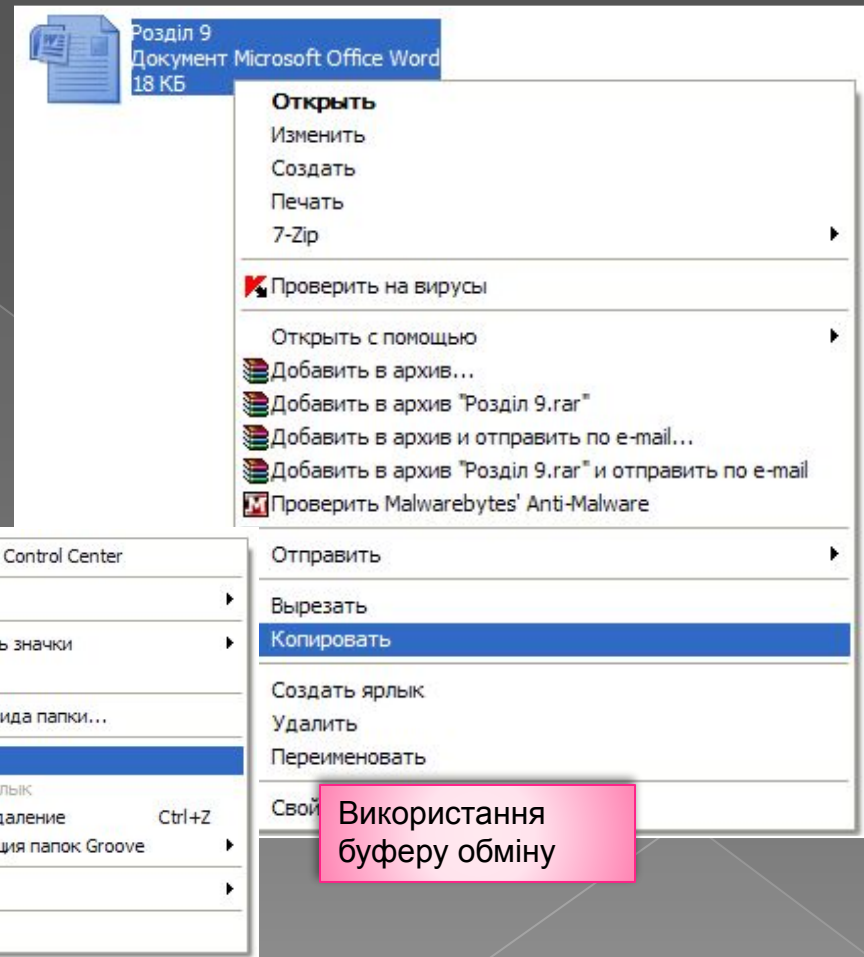 Розділ 9
Документ Microsoft Office Word
18 КБ
Открыть
Изменить
Создать
Печать
7-Zip
Проверить на вирусы
Открыть с помощью
Добавить в архив...
Добавить в архив "Розділ 9.rar"
Добавить в архив и отправить по e-mail...
Добавить в архив "Розділ 9.rar" и отправить по e-mail
Проверить Malwarebytes' Anti-Malware
Отправить
Вырезать
Копировать
Создать ярлык
Удалить
Переименовать
Свой
Control Center
ь значки
ида папки...
лык
даление Ctrl+Z
ция папок Groove
Використання
буферу обміну